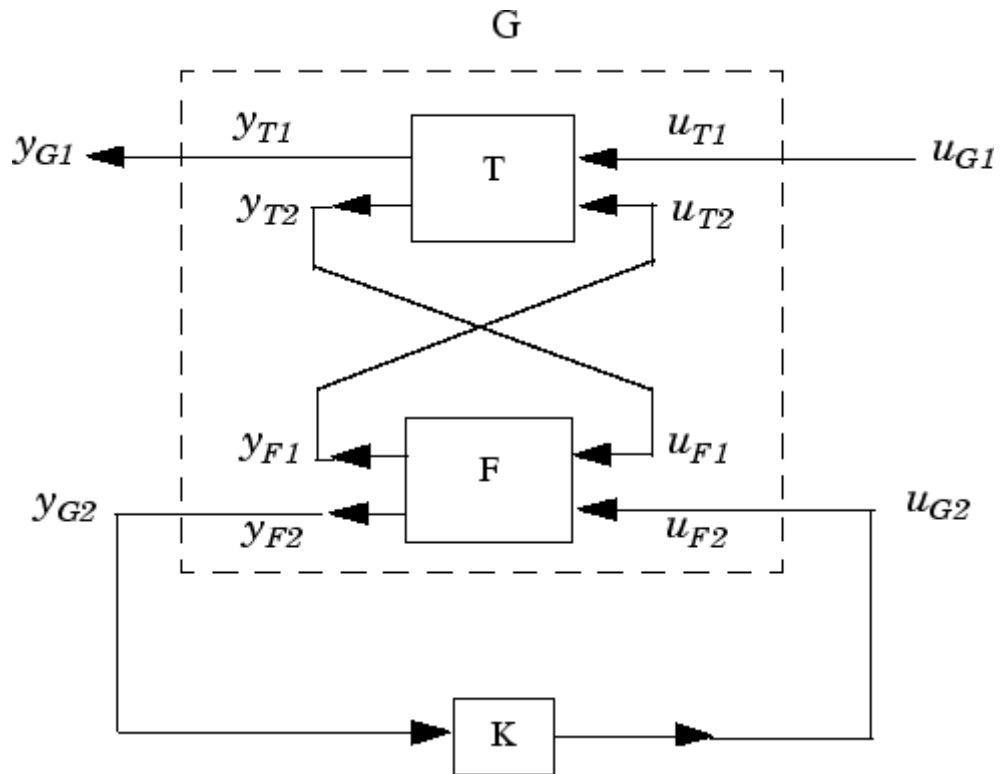 G
y_{T1} u_{T1}
y_{G1} T u_{G1}
y_{T2} u_{T2}
y_{F1} u_{F1}
F
y_{G2} u_{G2}
y_{F2} u_{F2}
K